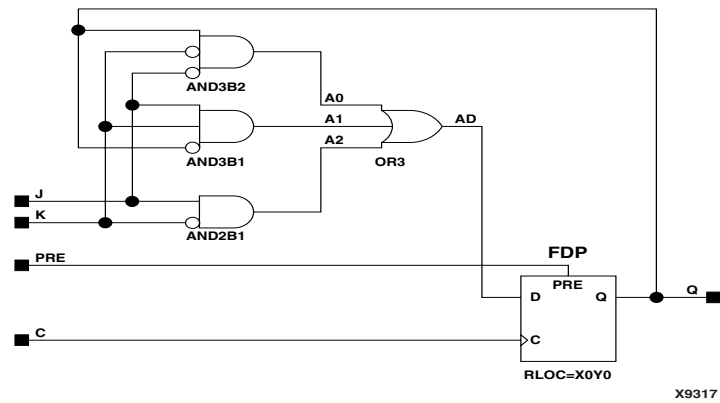 AND3B2
A0
A1
AD
A2
AND3B1
OR3
J
K
AND2B1
PRE
FDP
PRE
D
Q
Q
C
C
RLOC=X0Y0
X9317